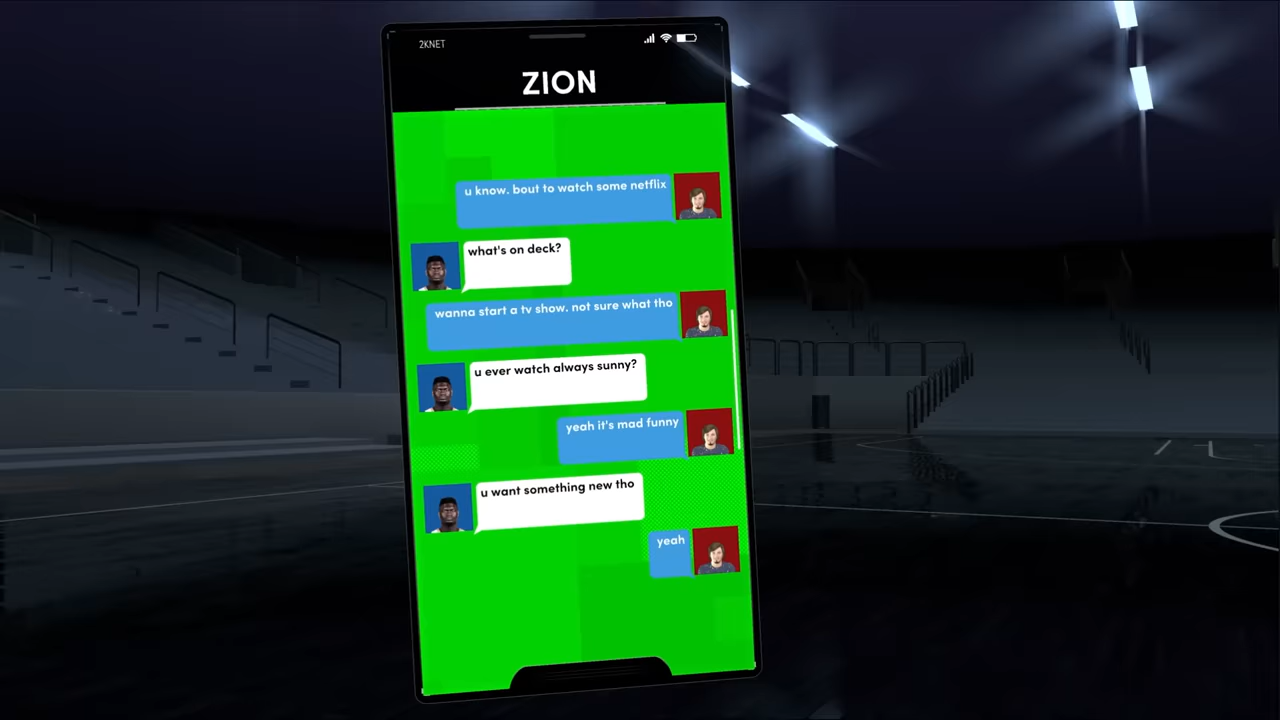 2KNET
ZION
u know. bout to watch some netflix
what's on deck?
wanna start a tv show. not sure what tho
u ever watch always sunny?
yeah it's mad funny
u want something new tho
yeah